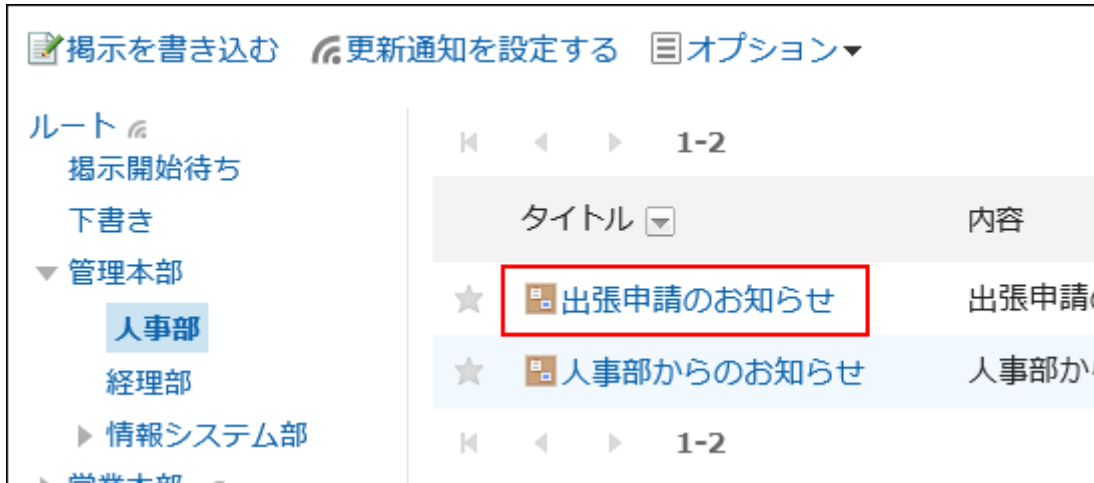 掲示を書き込む 更新通知を設定する オプション
ルート
掲示開始待ち
下書き
管理本部
人事部
経理部
情報システム部
1-2
タイトル 内容
出張申請のお知らせ 出張申請
人事部からのお知らせ 人事部か
1-2